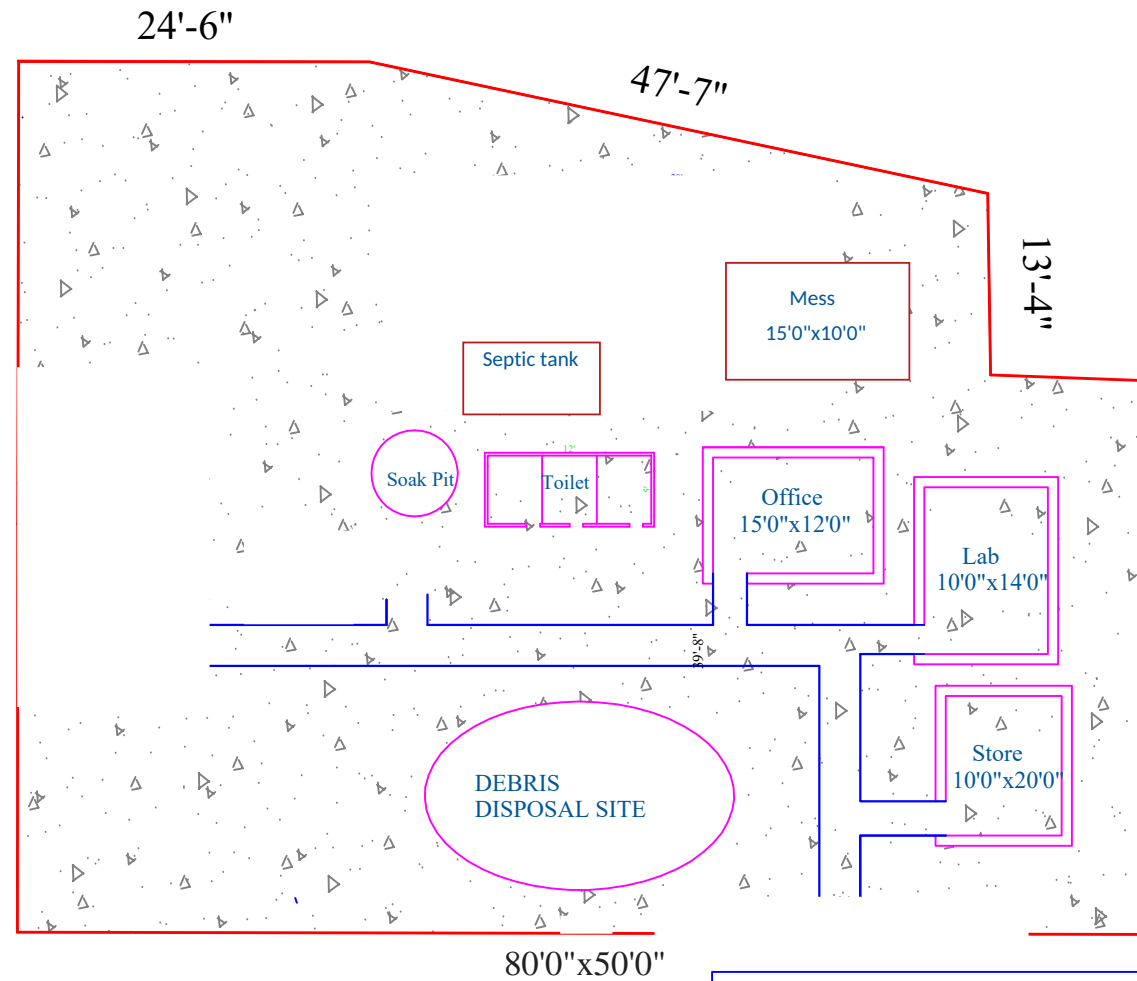 24'-6"
47'-7"
13'-4"
Mess
15'0"x10'0"
Septic tank
12'
Soak Pit
Toilet
Office
15'0"x12'0"
Lab
10'0"x14'0"
39'-8"
Store
10'0"x20'0"
DEBRIS
DISPOSAL SITE
80'0"x50'0"